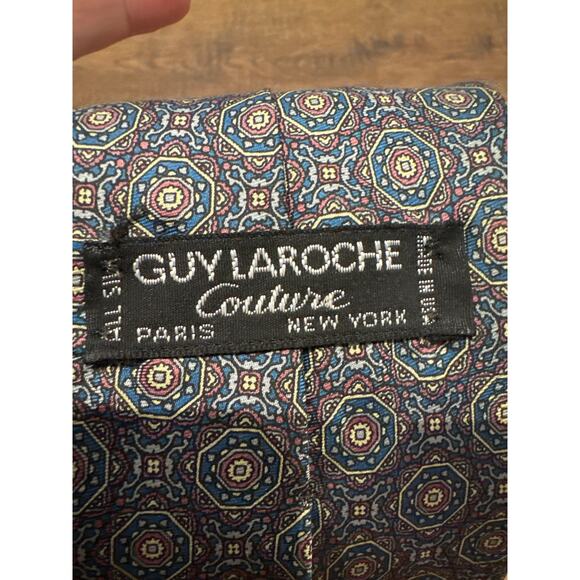 ALL SILK
GUY LAROCHE
Couture
PARIS NEW YORK
MADE IN USA